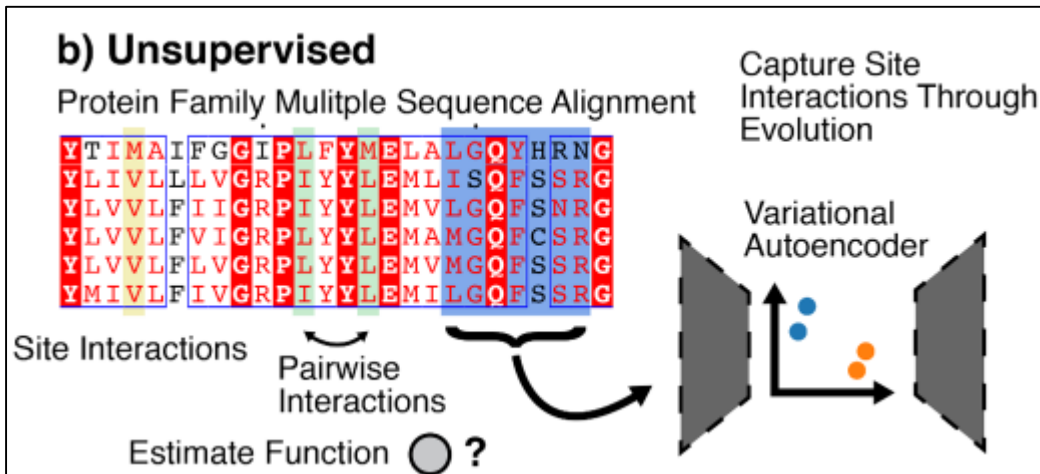 b) Unsupervised
Protein Family Mulitple Sequence Alignment
YTIMAIFGGIPLFYMELALGQYHRNG
YLIVLLLVGRPIYYLEMLISQFSSRG
YLVVLFIIGRPIYYLEMVLGQFSNRG
YLVVLFVIGRPLYYLEMAMGQFCSRG
YLVVLFLVGRPLYYLEMVMGQFSSRG
YMIVLFIVGRPIYYLEMILGQFSSRG
Site Interactions
Pairwise
Interactions
Estimate Function ?
Capture Site
Interactions Through
Evolution
Variational
Autoencoder